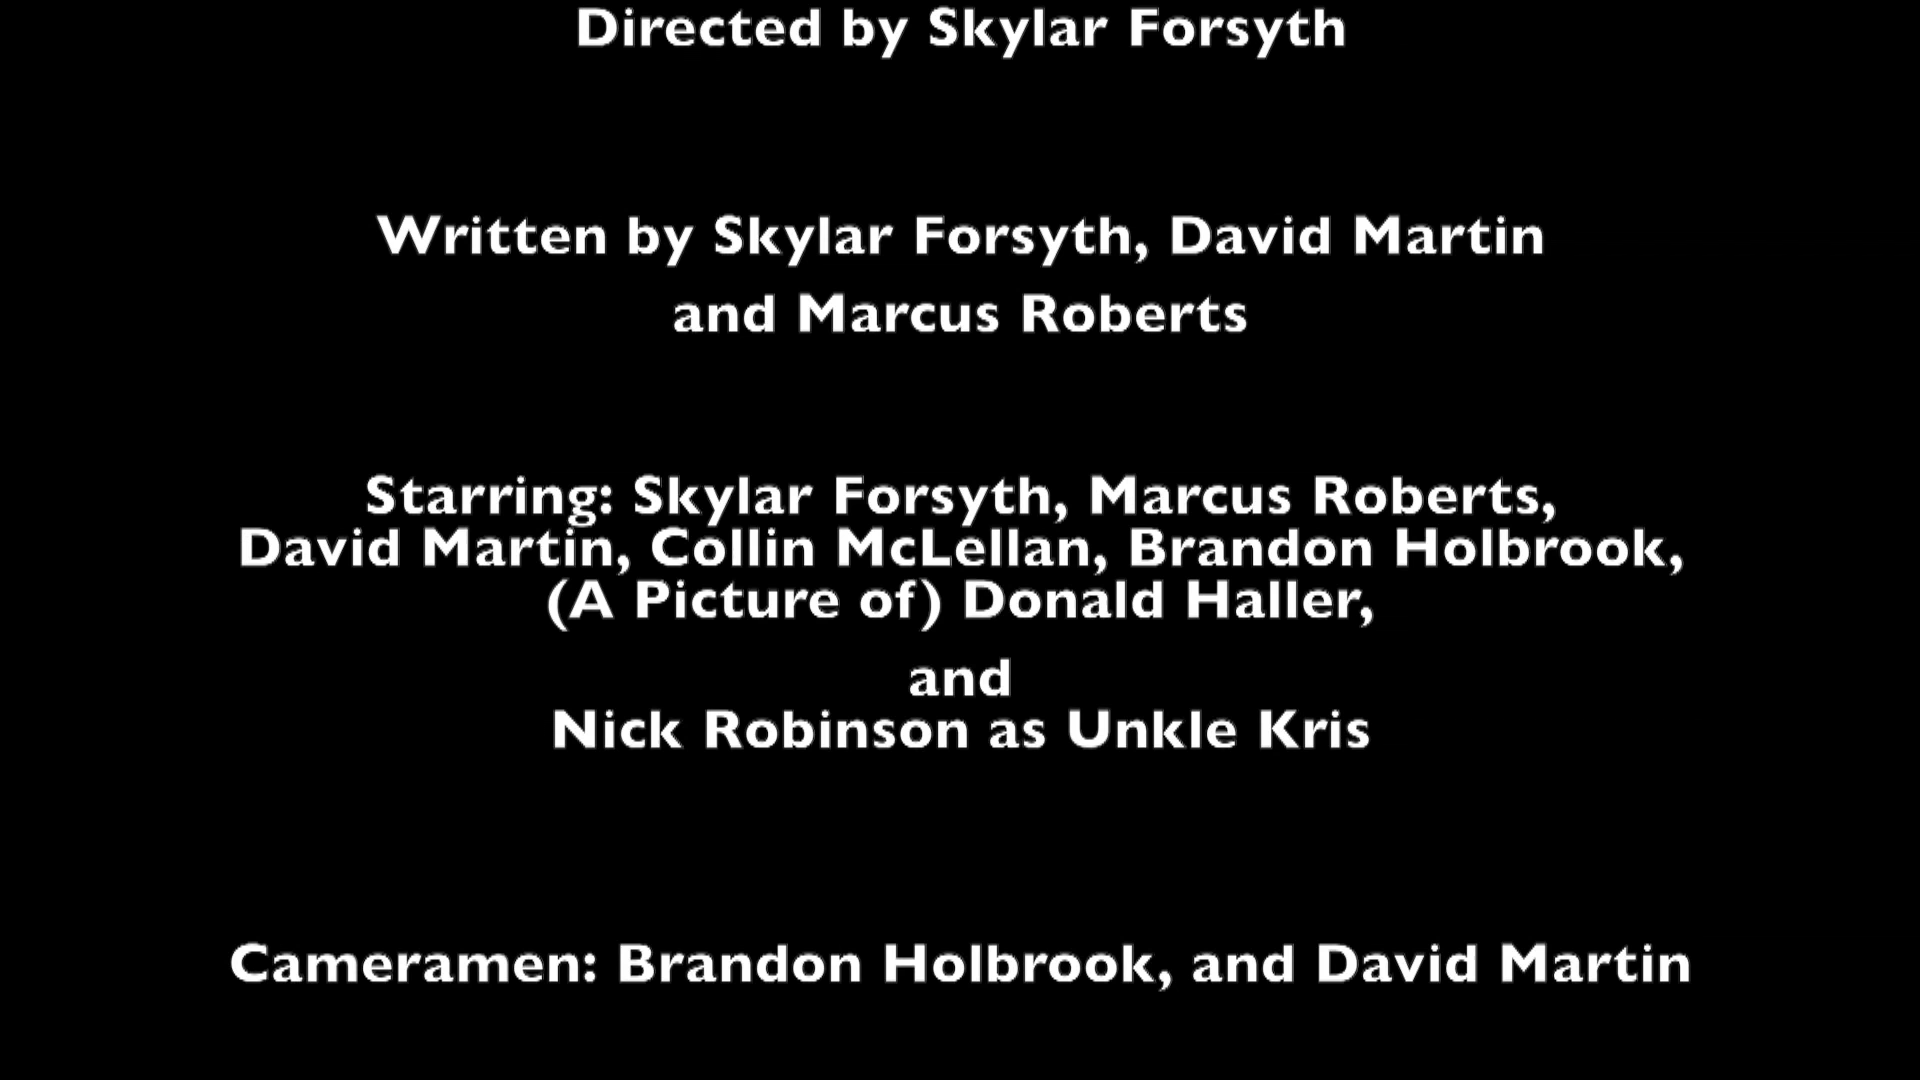 Directed by Skylar Forsyth
Written by Skylar Forsyth, David Martin
and Marcus Roberts
Starring: Skylar Forsyth, Marcus Roberts,
David Martin, Collin McLellan, Brandon Holbrook,
(A Picture of) Donald Haller,
and
Nick Robinson as Unkle Kris
Cameramen: Brandon Holbrook, and David Martin